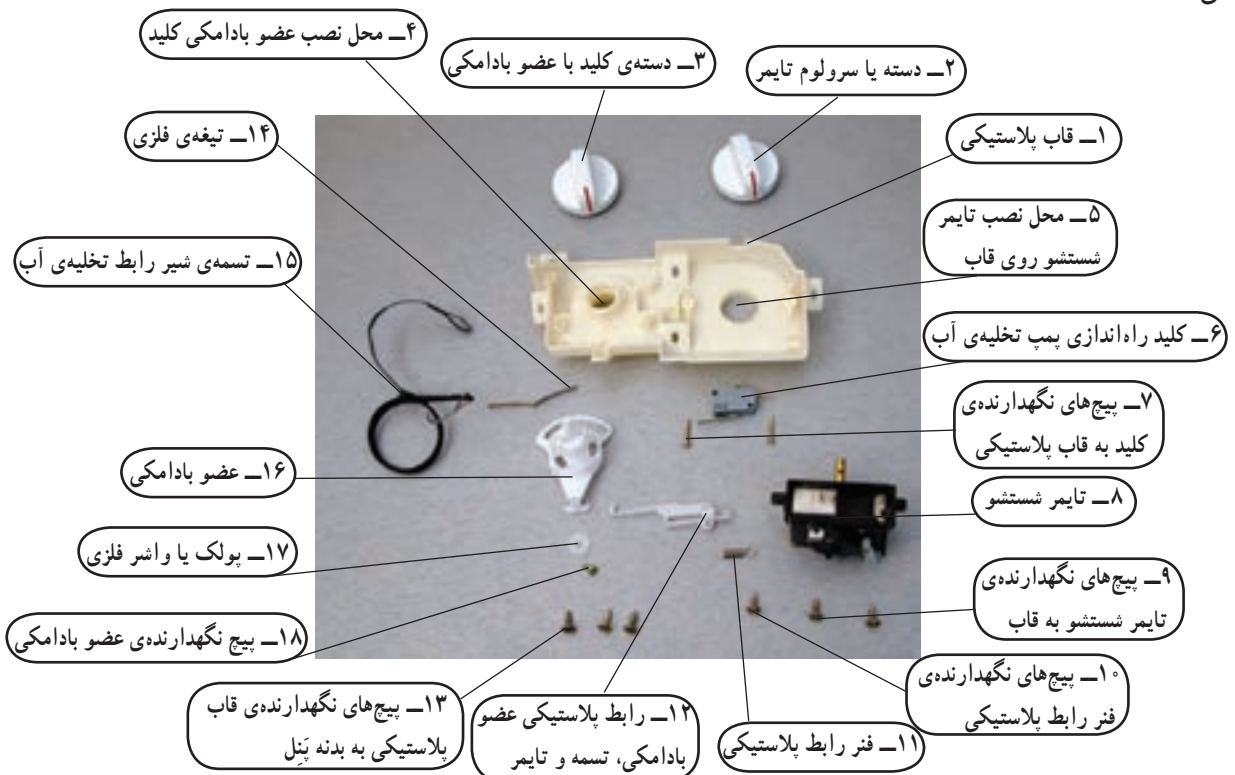 ۴ــ محل نصب عضو بادامکی کلید
۳ــ دسته‌ی کلید با عضو بادامکی
۲ــ دسته یا سرولوم تایمر
۱ــ قاب پلاستیکی
۵ــ محل نصب تایمر
شستشو روی قاب
۶ــ کلید راه‌اندازی پمپ تخلیه‌ی آب
۷ــ پیچ‌های نگهدارنده‌ی
کلید به قاب پلاستیکی
۸ــ تایمر شستشو
۹ــ پیچ‌های نگهدارنده‌ی
تایمر شستشو به قاب
۱۰ــ پیچ‌های نگهدارنده‌ی
فنر رابط پلاستیکی
۱۱ــ فنر رابط پلاستیکی
۱۲ــ رابط پلاستیکی عضو
بادامکی، تسمه و تایمر
۱۳ــ پیچ‌های نگهدارنده‌ی قاب
پلاستیکی به بدنه پَنِل
۱۴ــ تیغه‌ی فلزی
۱۵ــ تسمه‌ی شیر رابط تخلیه‌ی آب
۱۶ــ عضو بادامکی
۱۷ــ پولک یا واشر فلزی
۱۸ــ پیچ نگهدارنده‌ی عضو بادامکی